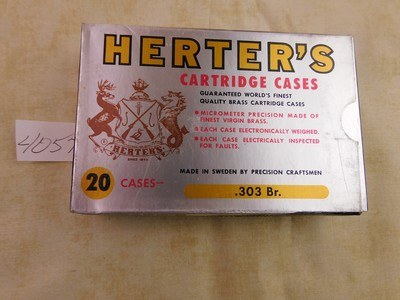 HERTER'S
CARTRIDGE CASES
GUARANTEED WORLD'S FINEST
QUALITY BRASS CARTRIDGE CASES
MICROMETER PRECISION MADE OF
FINEST VIRGIN BRASS.
EACH CASE ELECTRONICALLY WEIGHED.
EACH CASE ELECTRICALLY INSPECTED
FOR FAULTS.
HERTER'S
SINCE 1893
4057
20 CASES—
MADE IN SWEDEN BY PRECISION CRAFTSMEN
.303 Br.